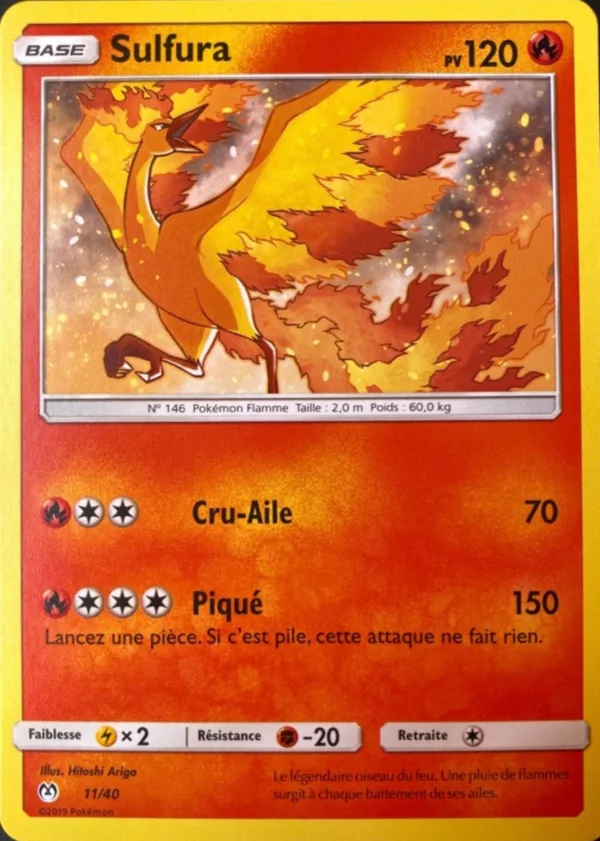 BASE Sulfura PV 120
N° 146 Pokémon Flamme Taille : 2,0 m Poids : 60,0 kg
Cru-Aile 70
Piqué 150
Lancez une pièce. Si c'est pile, cette attaque ne fait rien.
Faiblesse × 2 Résistance -20 Retraite
Illus. Hitoshi Ariga
11/40
©2019 Pokémon
Le légendaire oiseau du feu. Une pluie de flammes
surgit à chaque battement de ses ailes.